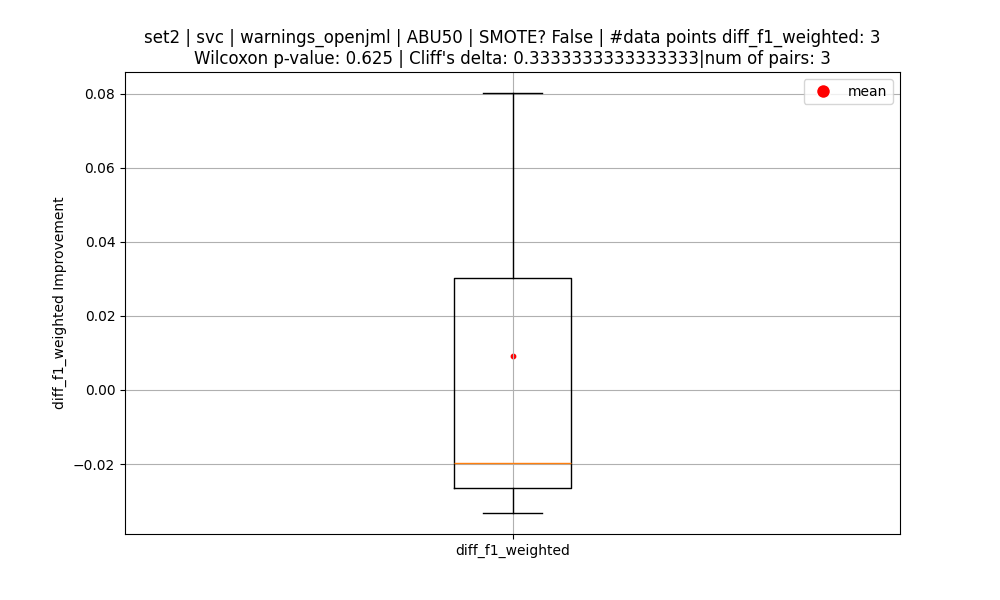 set2 | svc | warnings_openjml | ABU50 | SMOTE? False | #data points diff_f1_weighted: 3
Wilcoxon p-value: 0.625 | Cliff's delta: 0.3333333333333333|num of pairs: 3
mean
0.08
0.06
0.04
0.02
0.00
−0.02
diff_f1_weighted Improvement
diff_f1_weighted